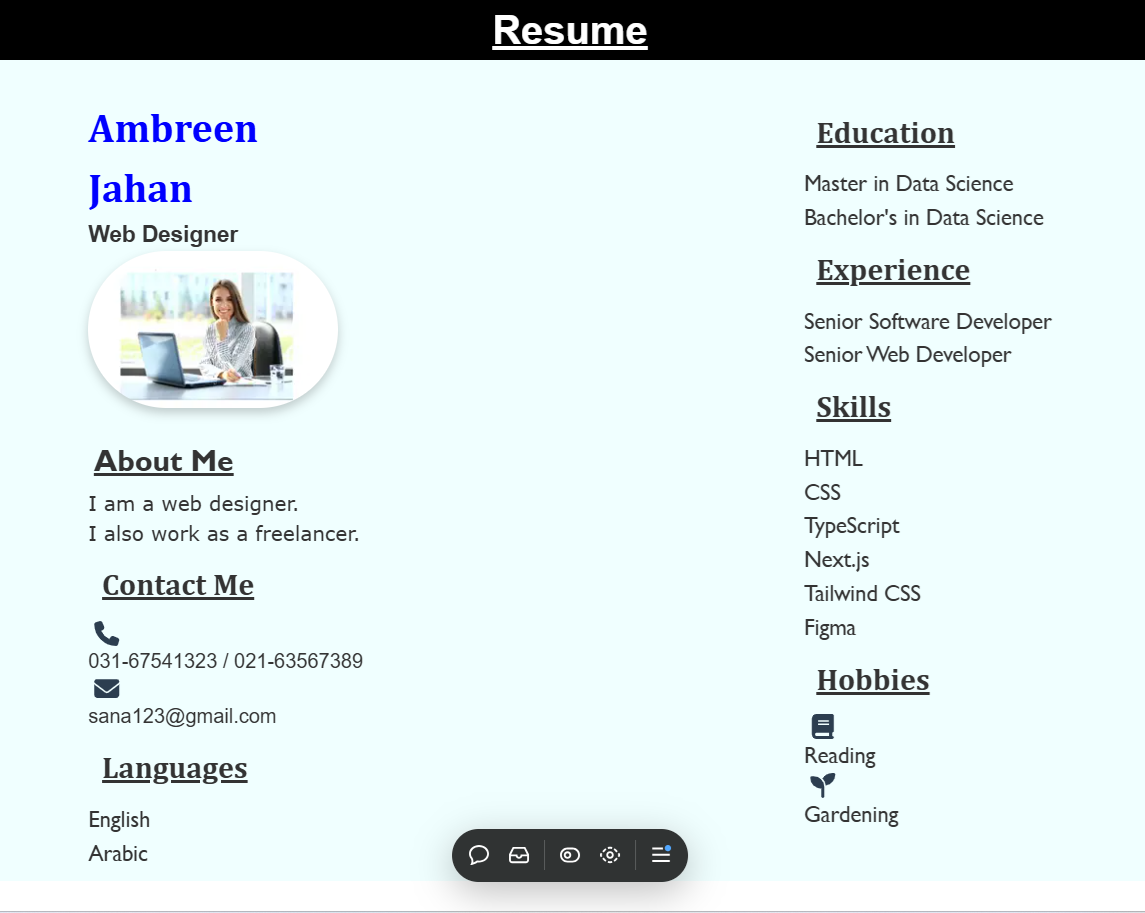 Resume
Ambreen
Jahan
Web Designer
About Me
I am a web designer.
I also work as a freelancer.
Contact Me
031-67541323 / 021-63567389
sana123@gmail.com
Languages
English
Arabic
Education
Master in Data Science
Bachelor's in Data Science
Experience
Senior Software Developer
Senior Web Developer
Skills
HTML
CSS
TypeScript
Next.js
Tailwind CSS
Figma
Hobbies
Reading
Gardening